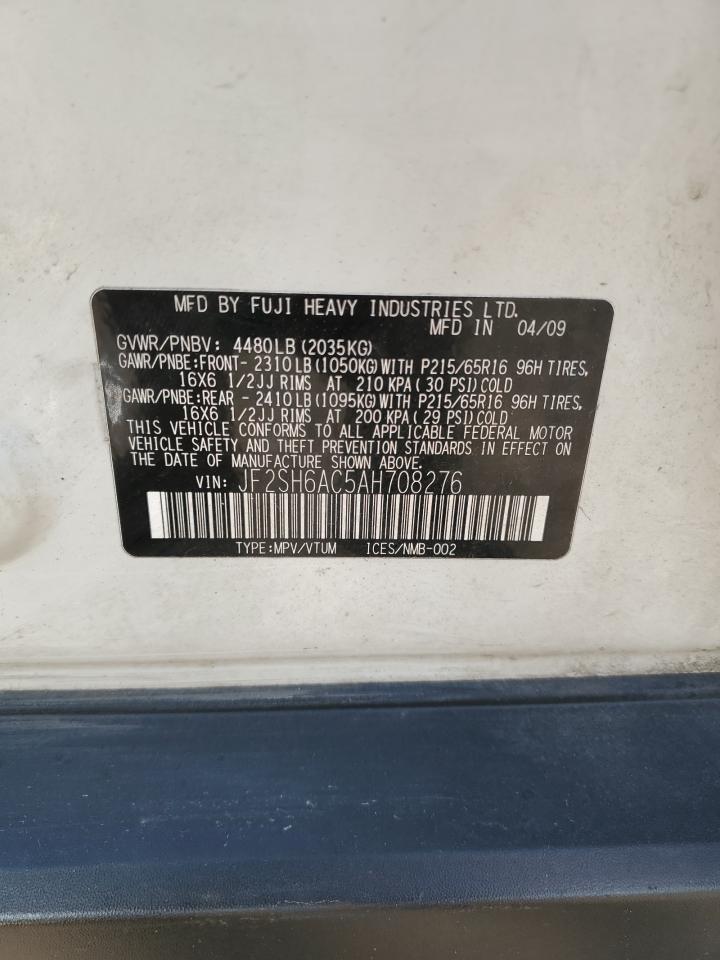 MFD BY FUJI HEAVY INDUSTRIES LTD.
MFD IN 04/09
GVWR/PNBV: 4480LB (2035KG)
GAWR/PNBE:FRONT- 2310LB (1050KG) WITH P215/65R16 96H TIRES,
16X6 1/2JJ RIMS AT 210 KPA ( 30 PSI) COLD
GAWR/PNBE:REAR - 2410LB (1095KG) WITH P215/65R16 96H TIRES,
16X6 1/2JJ RIMS AT 200 KPA ( 29 PSI) COLD
THIS VEHICLE CONFORMS TO ALL APPLICABLE FEDERAL MOTOR
VEHICLE SAFETY AND THEFT PREVENTION STANDARDS IN EFFECT ON
THE DATE OF MANUFACTURE SHOWN ABOVE.
VIN: JF2SH6AC5AH708276
TYPE:MPV/VTUM ICES/NMB-002